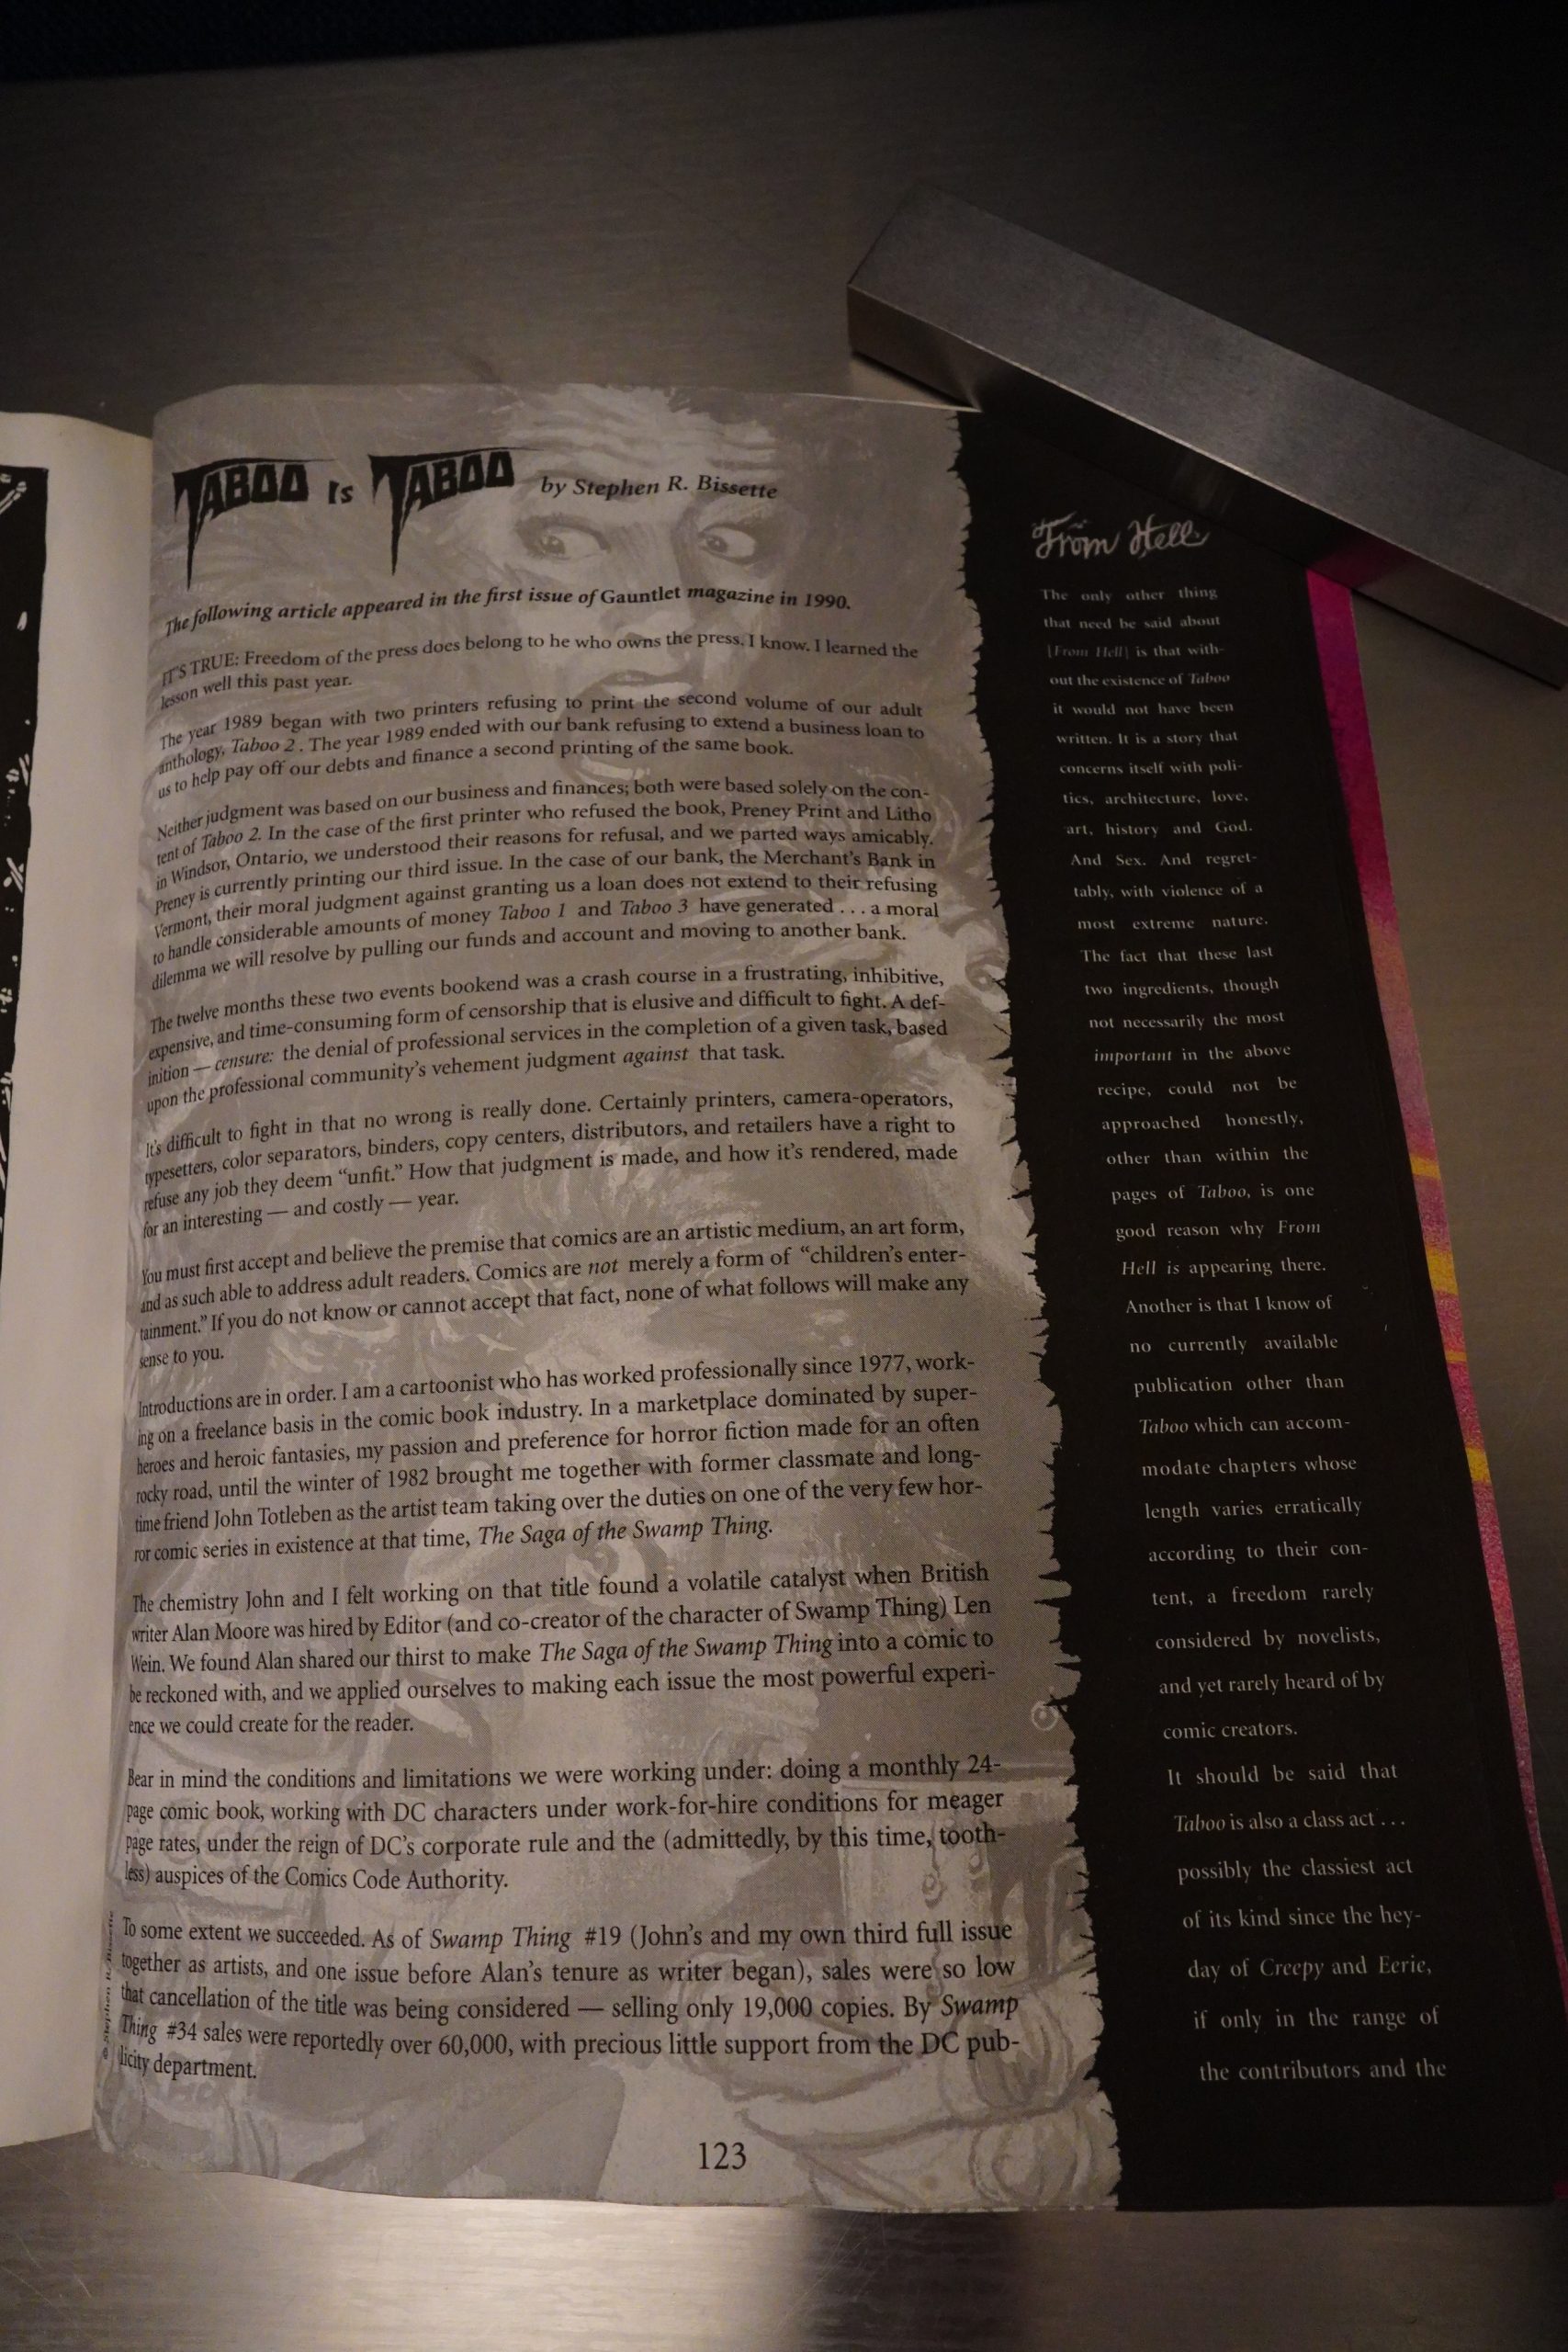 TABOO IS TABOO by Stephen R. Bissette
The following article appeared in the first issue of Gauntlet magazine in 1990.
IT'S TRUE: Freedom of the press does belong to he who owns the press. I know. I learned the
lesson well this past year.
The year 1989 began with two printers refusing to print the second volume of our adult
anthology, Taboo 2. The year 1989 ended with our bank refusing to extend a business loan to
us to help pay off our debts and finance a second printing of the same book.
Neither judgment was based on our business and finances; both were based solely on the con-
tent of Taboo 2. In the case of the first printer who refused the book, Preney Print and Litho
in Windsor, Ontario, we understood their reasons for refusal, and we parted ways amicably.
Preney is currently printing our third issue. In the case of our bank, the Merchant's Bank in
Vermont, their moral judgment against granting us a loan does not extend to their refusing
to handle considerable amounts of money Taboo 1 and Taboo 3 have generated . . . a moral
dilemma we will resolve by pulling our funds and account and moving to another bank.
The twelve months these two events bookend was a crash course in a frustrating, inhibitive,
expensive, and time-consuming form of censorship that is elusive and difficult to fight. A def-
inition — censure: the denial of professional services in the completion of a given task, based
upon the professional community's vehement judgment against that task.
It's difficult to fight in that no wrong is really done. Certainly printers, camera-operators,
typesetters, color separators, binders, copy centers, distributors, and retailers have a right to
refuse any job they deem “unfit.” How that judgment is made, and how it's rendered, made
for an interesting — and costly — year.
You must first accept and believe the premise that comics are an artistic medium, an art form,
and as such able to address adult readers. Comics are not merely a form of “children's enter-
tainment.” If you do not know or cannot accept that fact, none of what follows will make any
sense to you.
Introductions are in order. I am a cartoonist who has worked professionally since 1977, work-
ing on a freelance basis in the comic book industry. In a marketplace dominated by super-
heroes and heroic fantasies, my passion and preference for horror fiction made for an often
rocky road, until the winter of 1982 brought me together with former classmate and long-
time friend John Totleben as the artist team taking over the duties on one of the very few hor-
ror comic series in existence at that time, The Saga of the Swamp Thing.
The chemistry John and I felt working on that title found a volatile catalyst when British
writer Alan Moore was hired by Editor (and co-creator of the character of Swamp Thing) Len
Wein. We found Alan shared our thirst to make The Saga of the Swamp Thing into a comic to
be reckoned with, and we applied ourselves to making each issue the most powerful experi-
ence we could create for the reader.
Bear in mind the conditions and limitations we were working under: doing a monthly 24-
page comic book, working with DC characters under work-for-hire conditions for meager
page rates, under the reign of DC's corporate rule and the (admittedly, by this time, tooth-
less) auspices of the Comics Code Authority.
To some extent we succeeded. As of Swamp Thing #19 (John's and my own third full issue
together as artists, and one issue before Alan's tenure as writer began), sales were so low
that cancellation of the title was being considered — selling only 19,000 copies. By Swamp
Thing #34 sales were reportedly over 60,000, with precious little support from the DC pub-
licity department.
© Stephen R. Bissette
123
From Hell
The only other thing
that need be said about
[From Hell] is that with-
out the existence of Taboo
it would not have been
written. It is a story that
concerns itself with poli-
tics, architecture, love,
art, history and God.
And Sex. And regret-
tably, with violence of a
most extreme nature.
The fact that these last
two ingredients, though
not necessarily the most
important in the above
recipe, could not be
approached honestly,
other than within the
pages of Taboo, is one
good reason why From
Hell is appearing there.
Another is that I know of
no currently available
publication other than
Taboo which can accom-
modate chapters whose
length varies erratically
according to their con-
tent, a freedom rarely
considered by novelists,
and yet rarely heard of by
comic creators.
It should be said that
Taboo is also a class act . . .
possibly the classiest act
of its kind since the hey-
day of Creepy and Eerie,
if only in the range of
the contributors and the